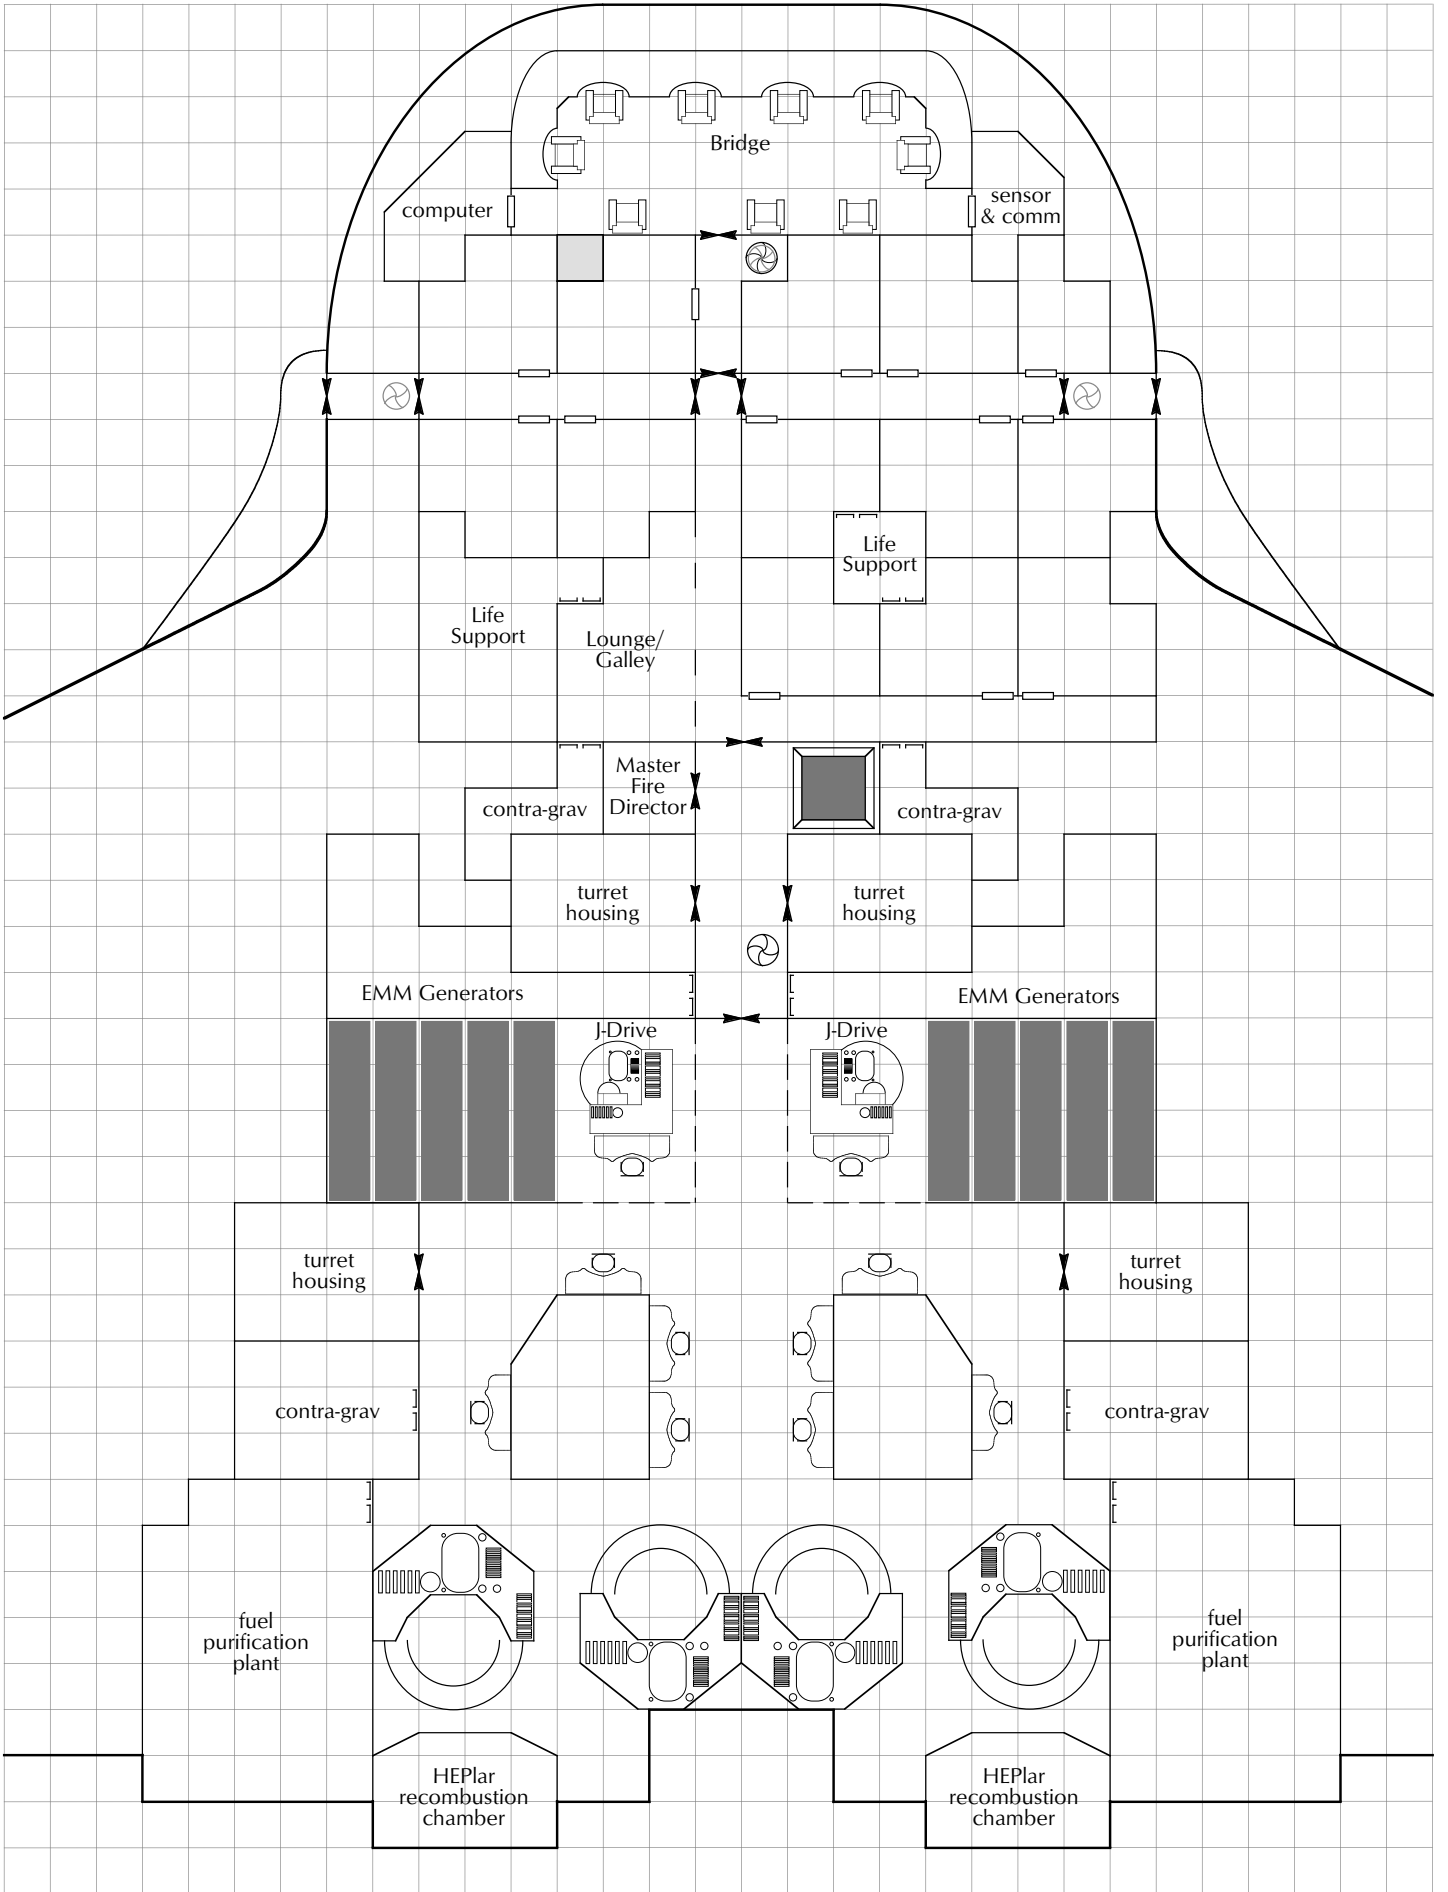 Bridge
computer
sensor
& comm
Life
Support
Life
Support
Lounge/
Galley
Master
Fire
Director
contra-grav
contra-grav
turret
housing
turret
housing
EMM Generators
EMM Generators
J-Drive
J-Drive
turret
housing
turret
housing
contra-grav
contra-grav
fuel
purification
plant
fuel
purification
plant
HEPlar
recombustion
chamber
HEPlar
recombustion
chamber